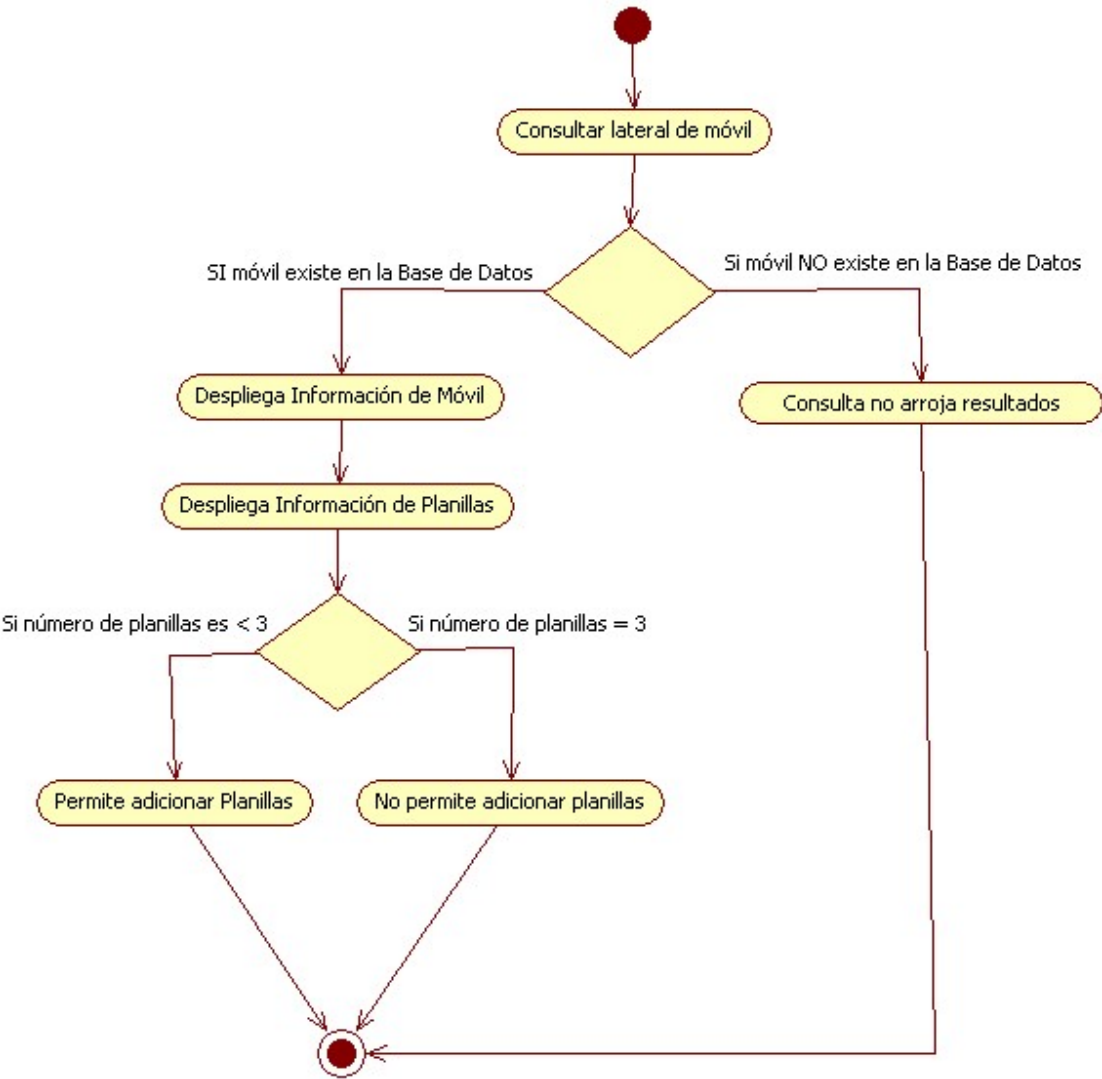 Consultar lateral de móvil
SI móvil existe en la Base de Datos
Si móvil NO existe en la Base de Datos
Despliega Información de Móvil
Consulta no arroja resultados
Despliega Información de Planillas
Si número de planillas es < 3
Si número de planillas = 3
Permite adicionar Planillas
No permite adicionar planillas